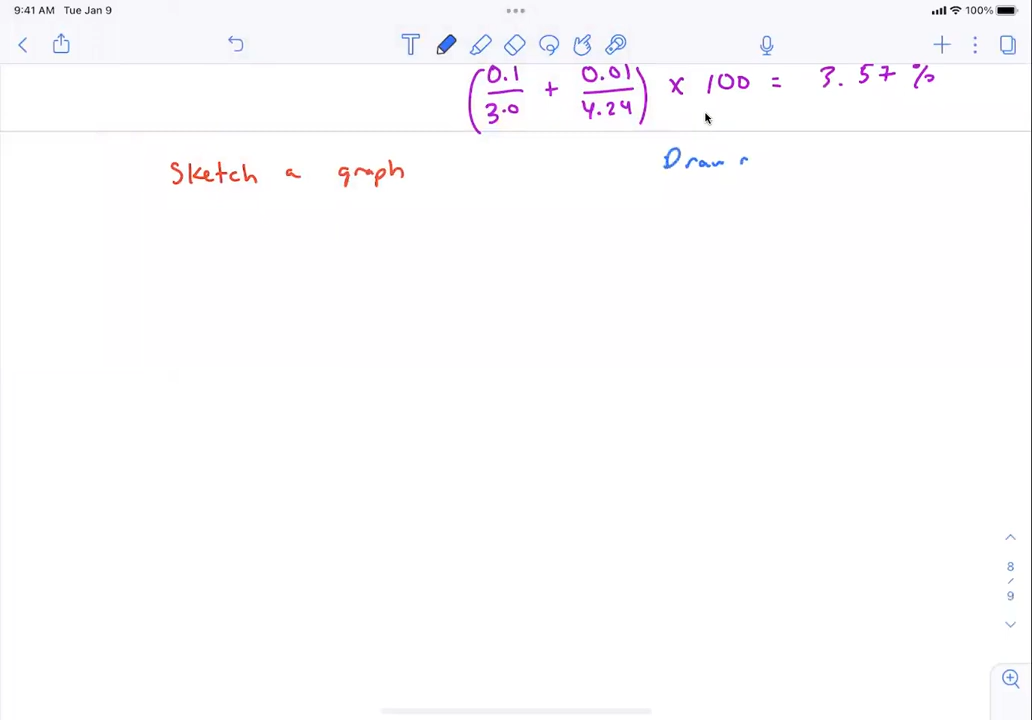 9:41 AM Tue Jan 9
100%
T
(0.1/3.0 + 0.01/4.24) x 100 = 3.57 %
Sketch a graph
Draw
8
/
9